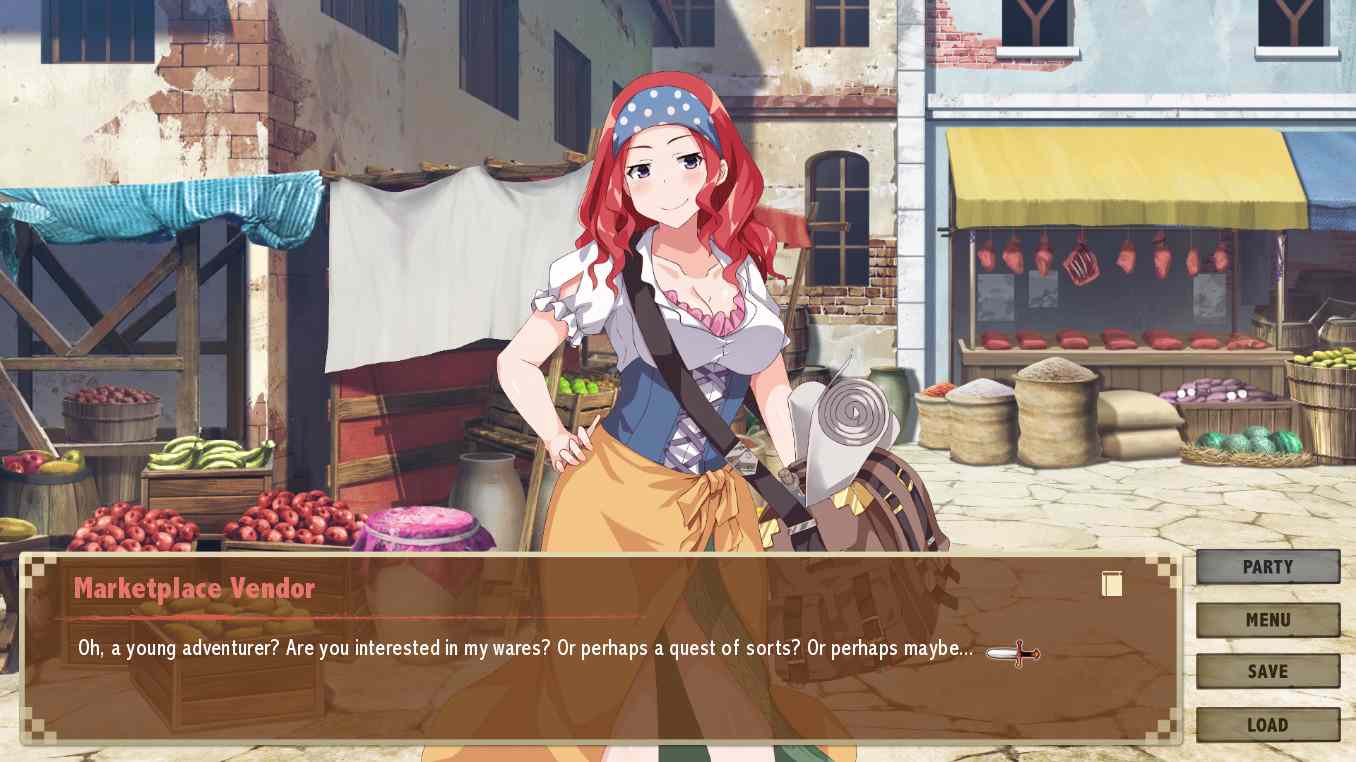 Marketplace Vendor
Oh, a young adventurer? Are you interested in my wares? Or perhaps a quest of sorts? Or perhaps maybe...
PARTY
MENU
SAVE
LOAD